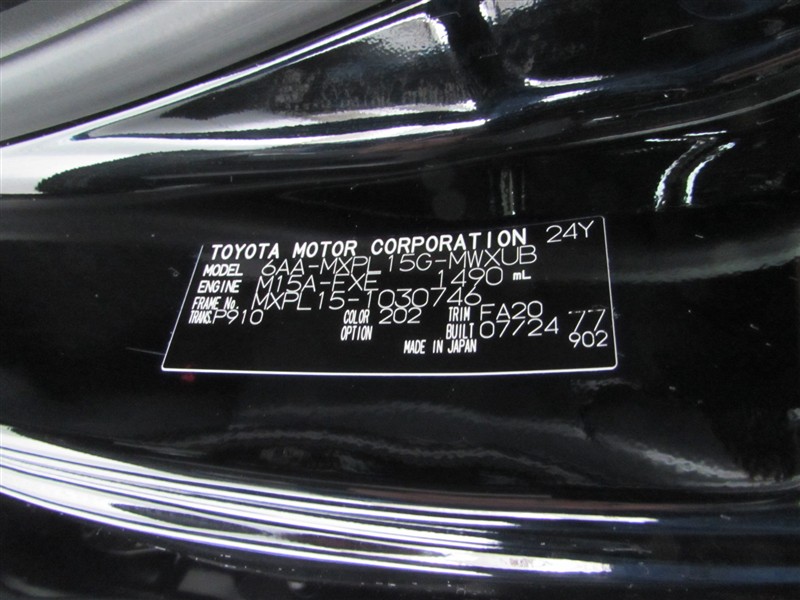 TOYOTA MOTOR CORPORATION 24Y
MODEL 6AA-MXPL15G-MWXUB
ENGINE M15A-EXE 1490 mL
FRAME No. MXPL15-T030746
TRANS. P910 COLOR 202 TRIM FA20 77
OPTION BUILT 07724 902
MADE IN JAPAN